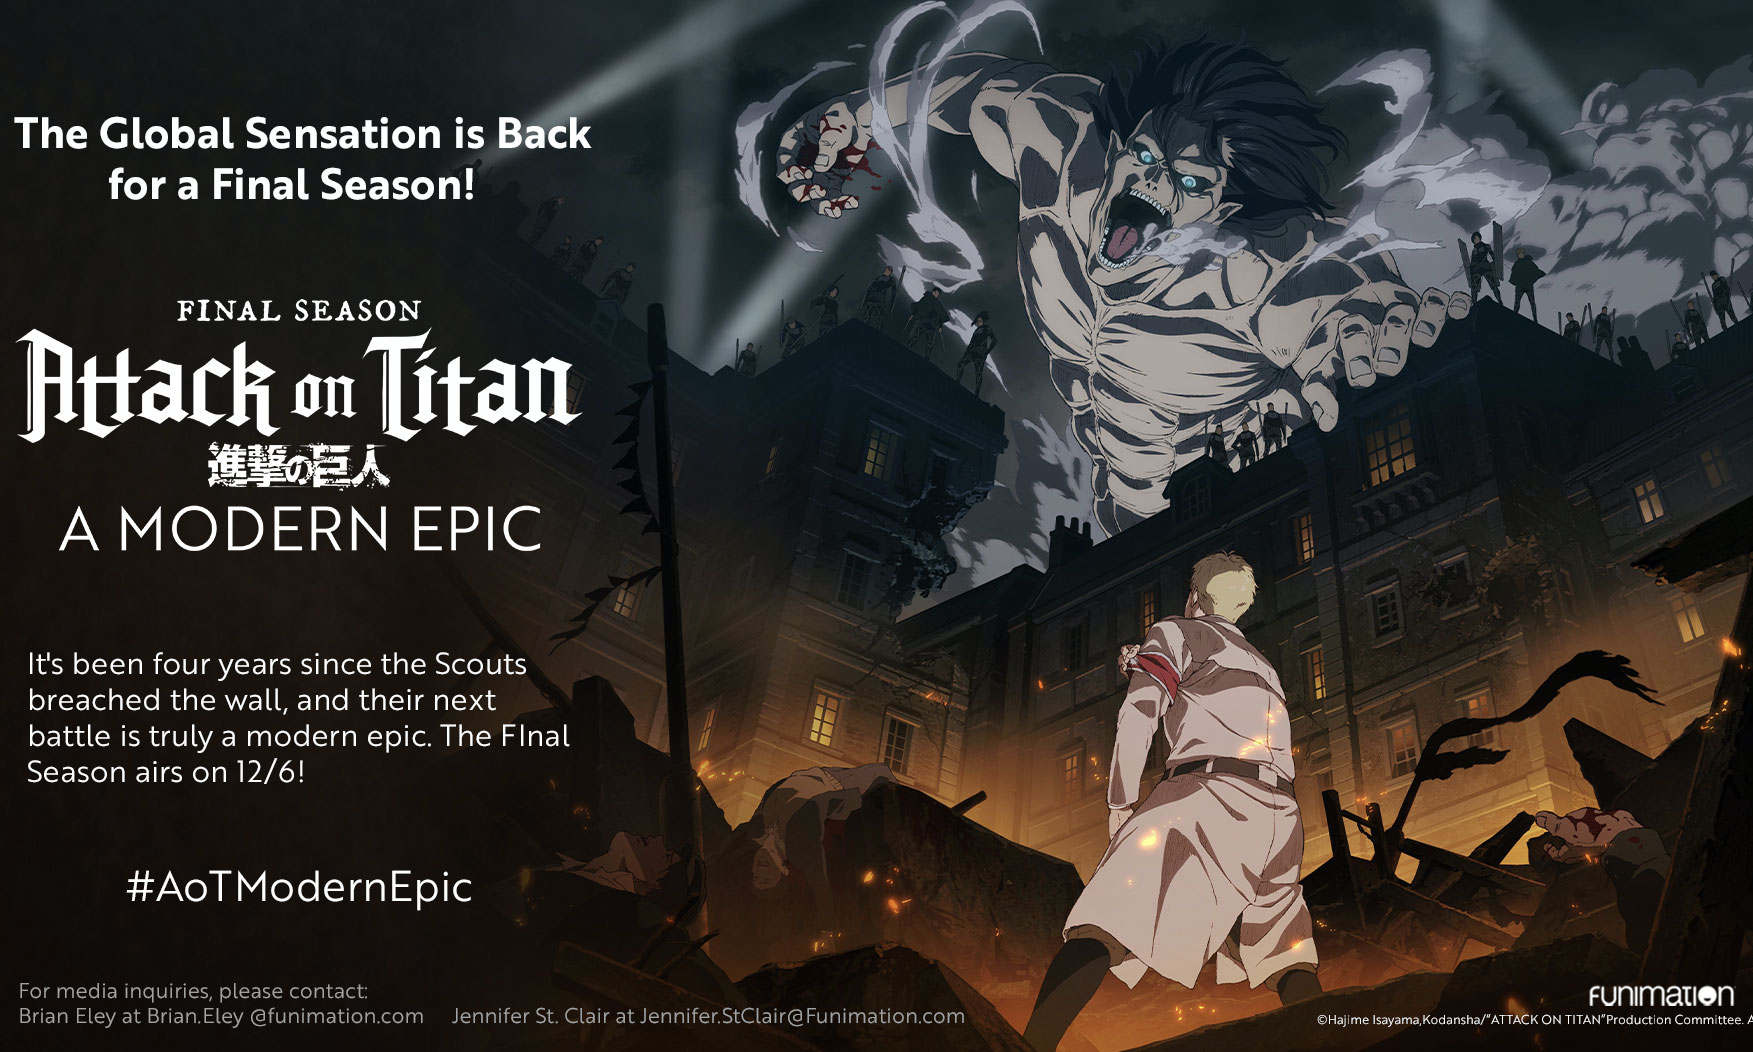 The Global Sensation is Back
for a Final Season!
FINAL SEASON
Attack on Titan
進撃の巨人
A MODERN EPIC
It's been four years since the Scouts
breached the wall, and their next
battle is truly a modern epic. The FInal
Season airs on 12/6!
#AoTModernEpic
For media inquiries, please contact:
Brian Eley at Brian.Eley @funimation.com Jennifer St. Clair at Jennifer.StClair@Funimation.com
FUNIMATION
©Hajime Isayama,Kodansha/"ATTACK ON TITAN"Production Committee. A